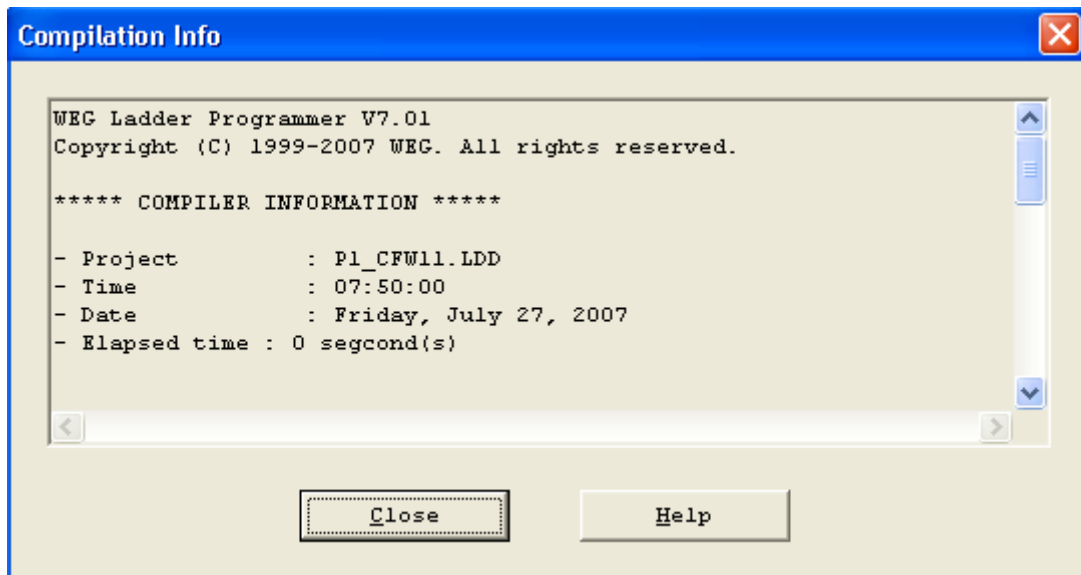 Compilation Info
WEG Ladder Programmer V7.01
Copyright (C) 1999-2007 WEG. All rights reserved.
***** COMPILER INFORMATION *****
- Project : P1_CFW11.LDD
- Time : 07:50:00
- Date : Friday, July 27, 2007
- Elapsed time : 0 segcond(s)
Close
Help